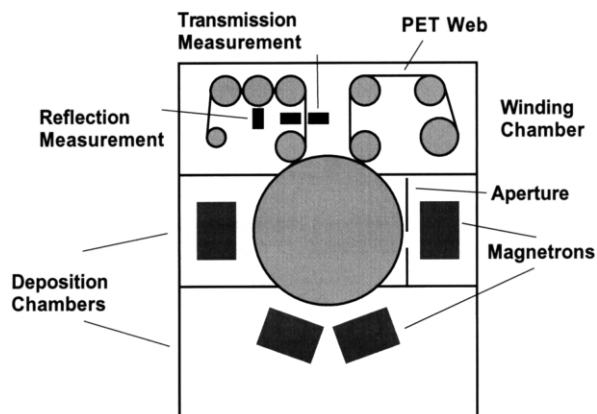 Transmission
Measurement
PET Web
Reflection
Measurement
Winding
Chamber
Aperture
Magnetrons
Deposition
Chambers